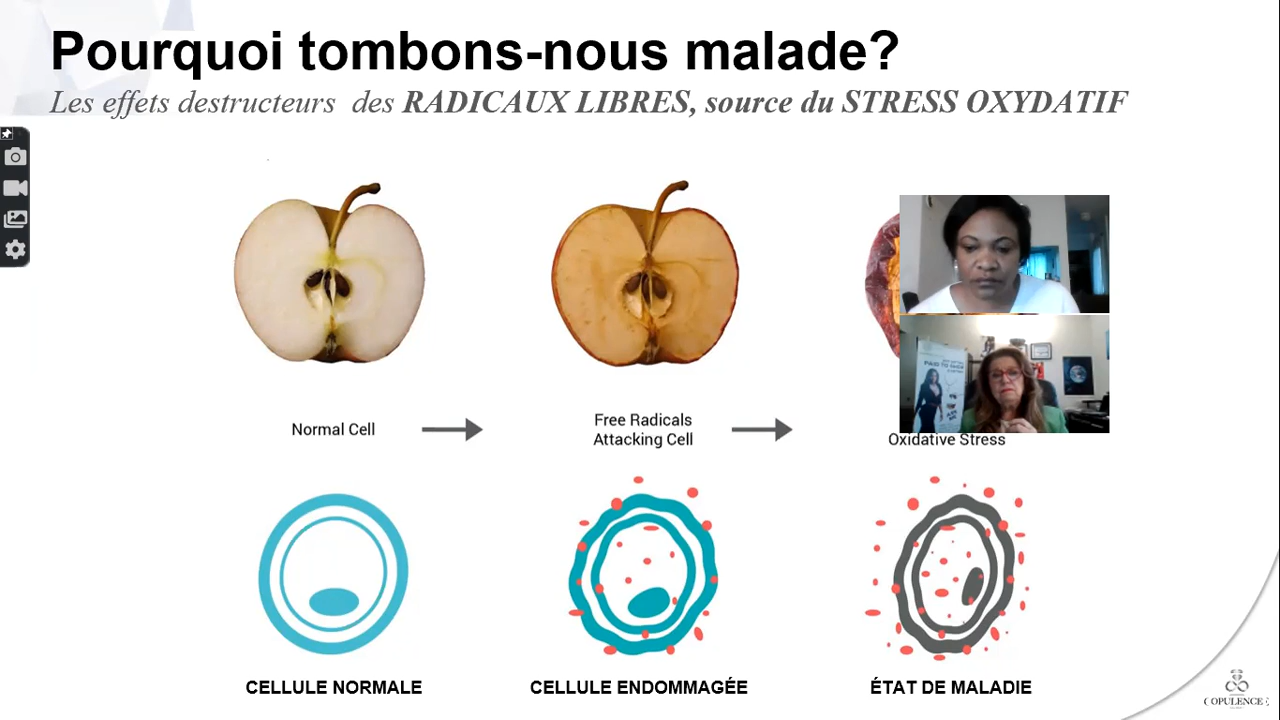 Pourquoi tombons-nous malade?
Les effets destructeurs des RADICAUX LIBRES, source du STRESS OXYDATIF
Normal Cell
Free Radicals
Attacking Cell
Oxidative Stress
CELLULE NORMALE
CELLULE ENDOMMAGÉE
ÉTAT DE MALADIE
OPULENCE